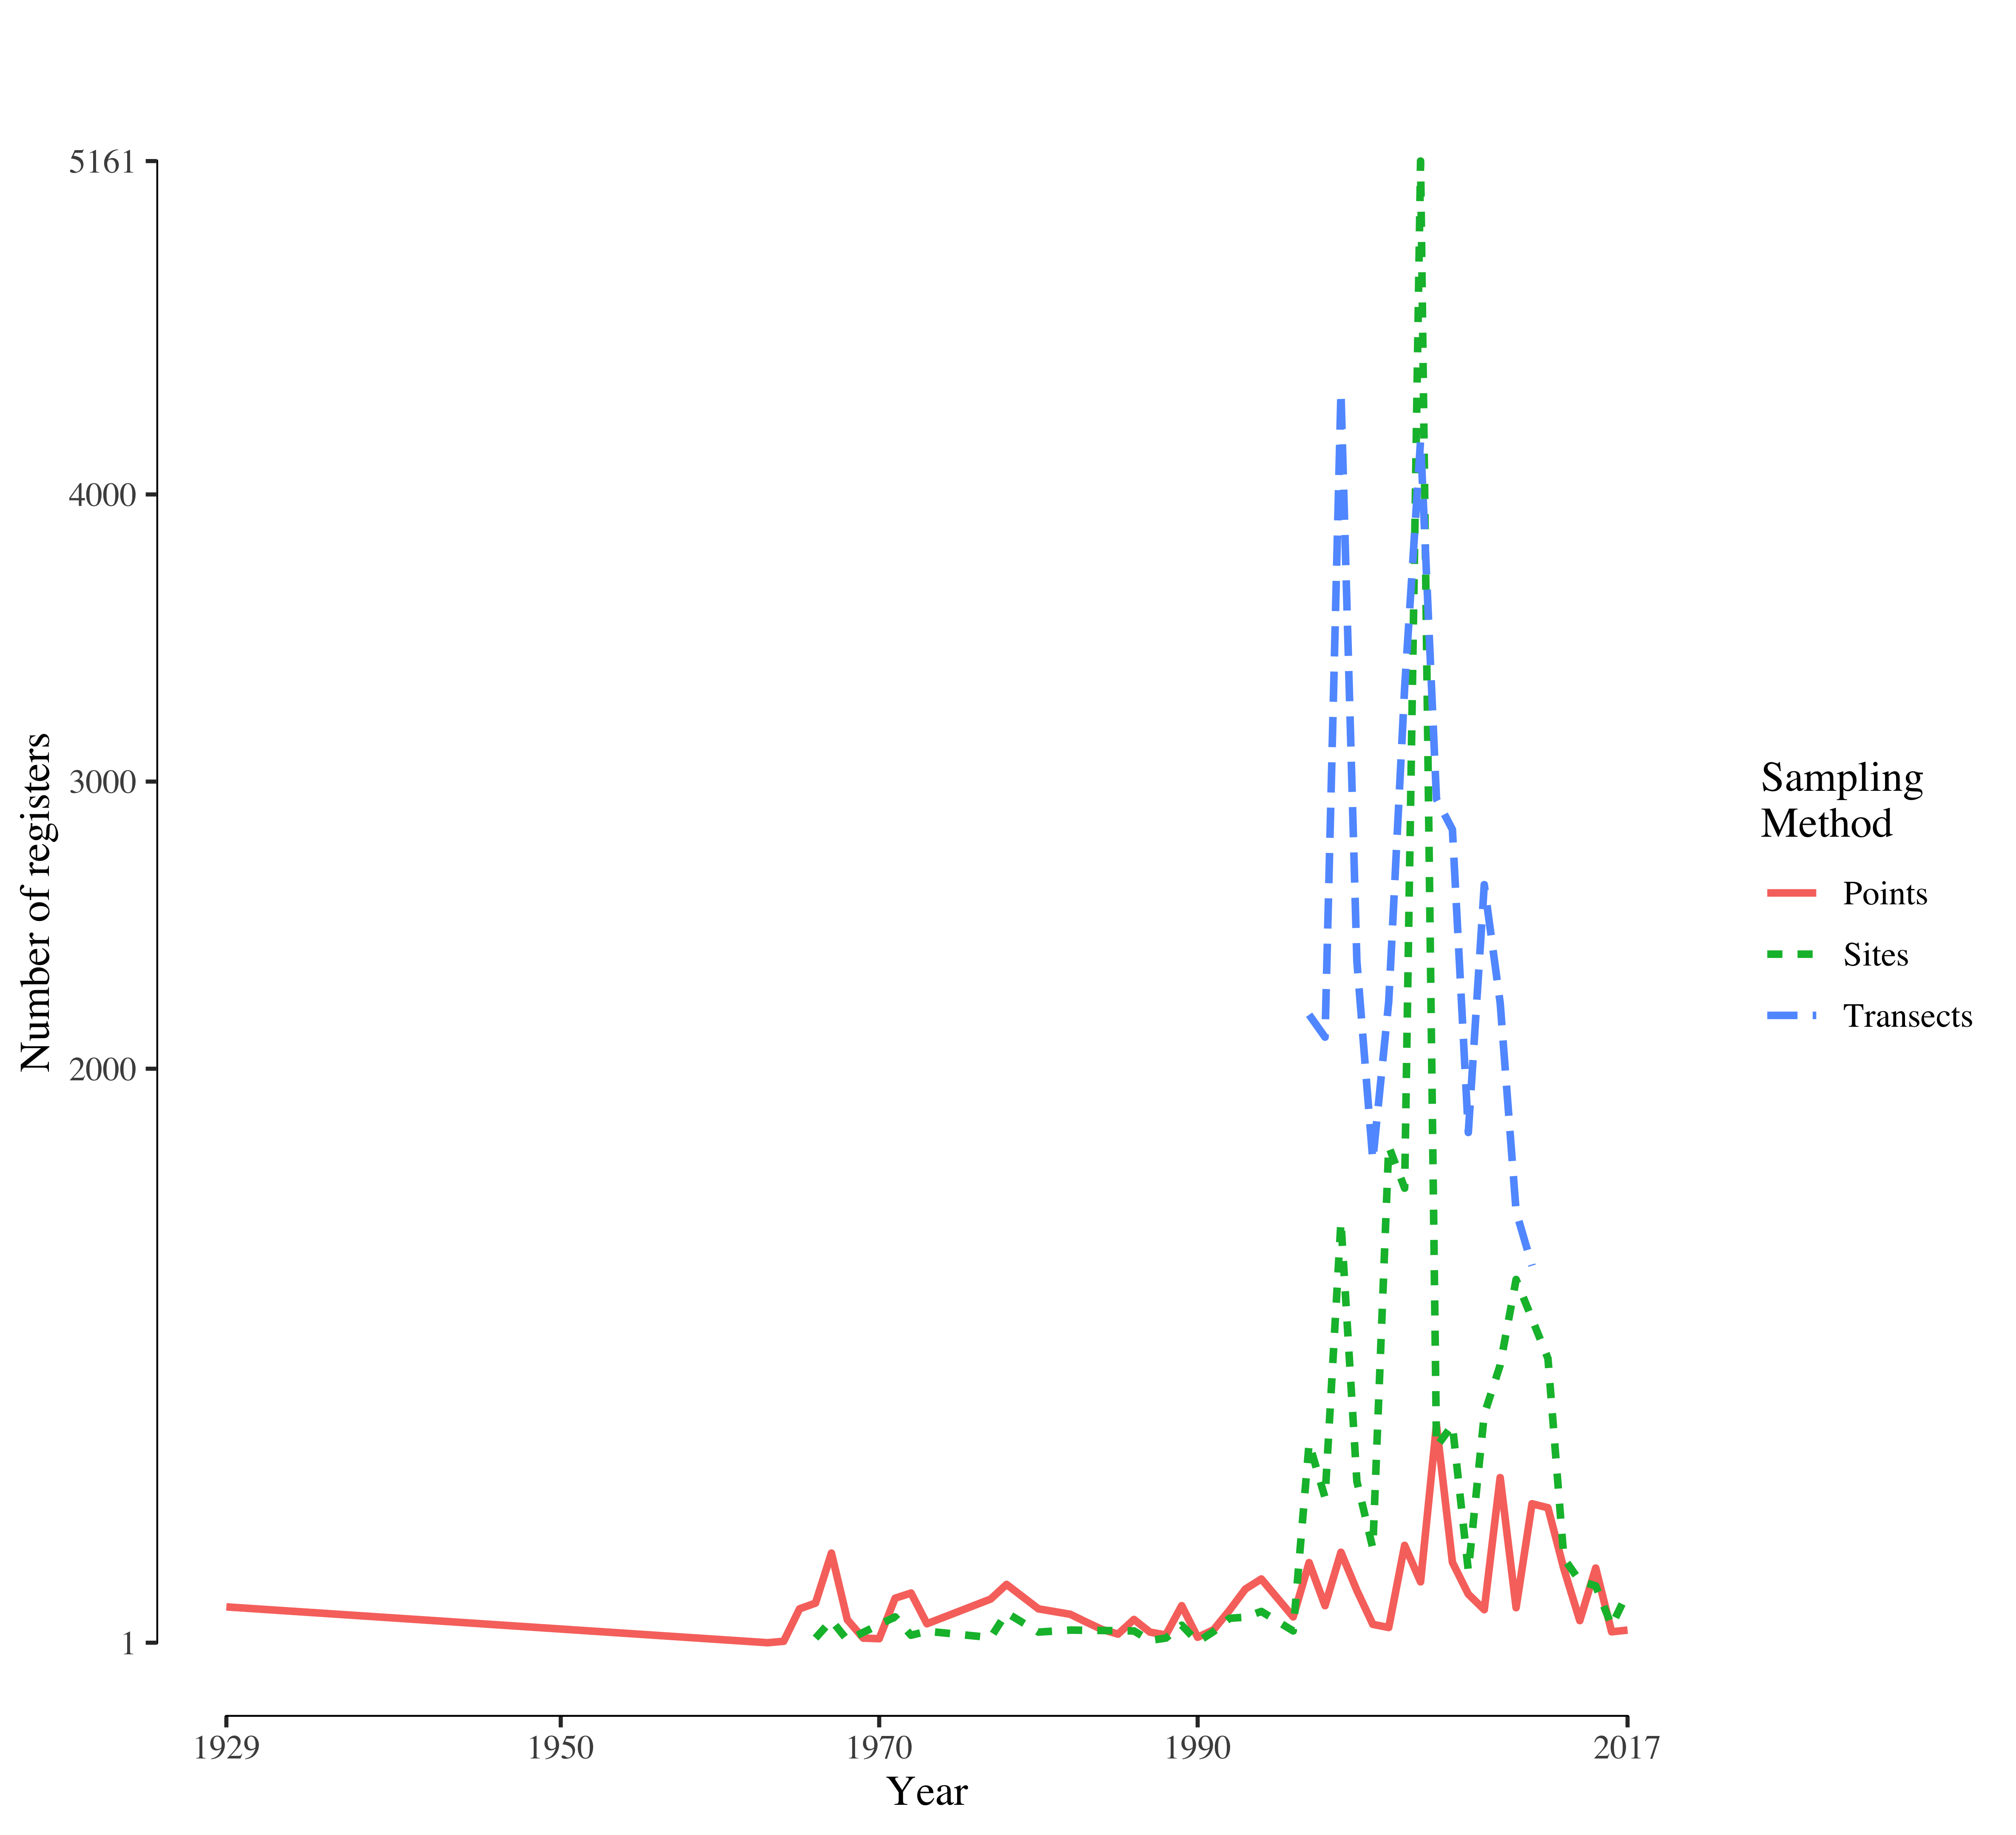 5161
4000
3000
2000
1
Number of registers
1929
1950
1970
1990
2017
Year
Sampling
Method
Points
Sites
Transects